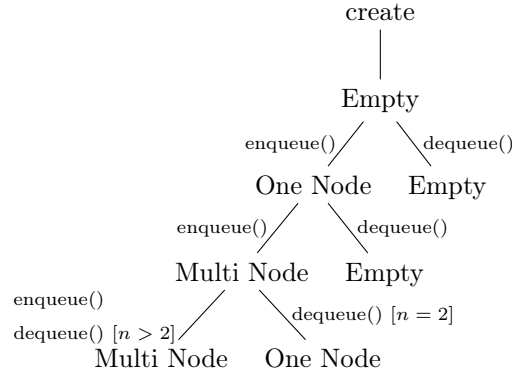 create
Empty
enqueue() dequeue()
One Node Empty
enqueue() dequeue()
Multi Node Empty
enqueue()
dequeue() [n = 2]
dequeue() [n > 2]
Multi Node One Node